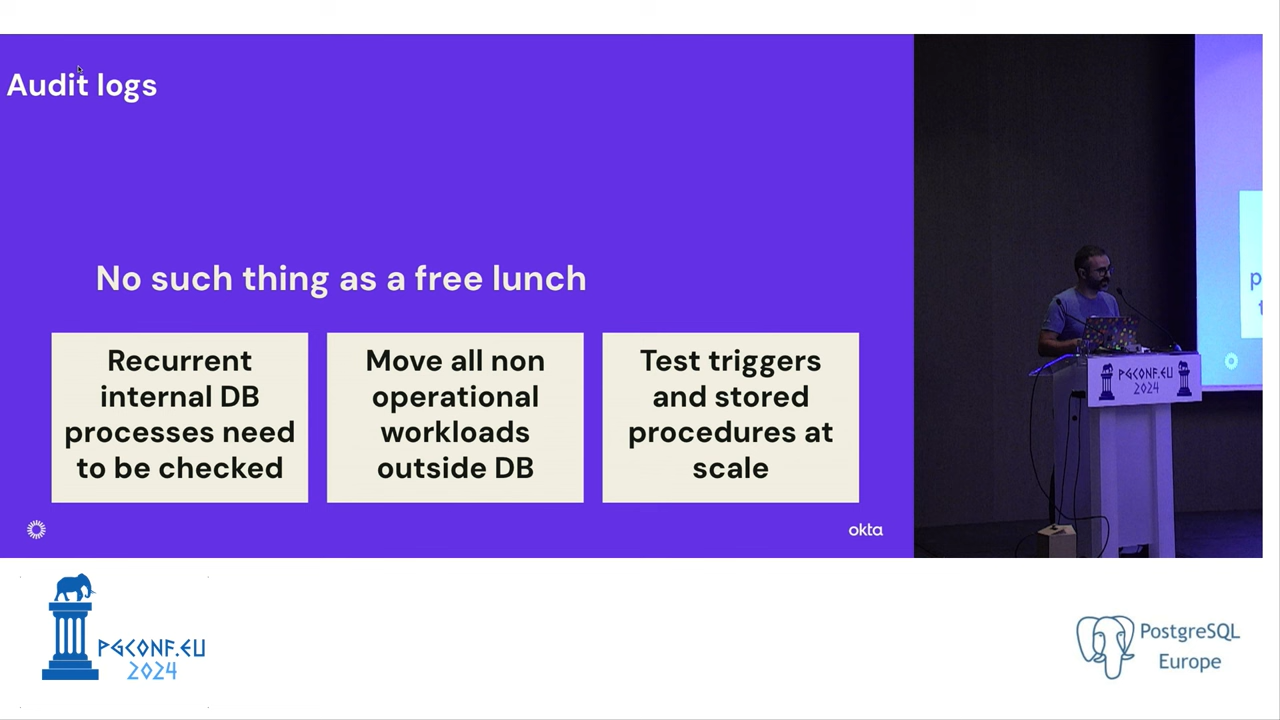 Audit logs
No such thing as a free lunch
Recurrent
internal DB
processes need
to be checked
Move all non
operational
workloads
outside DB
Test triggers
and stored
procedures at
scale
okta
PGCONF.EU
2024
PGCONF.EU
2024
PostgreSQL
Europe